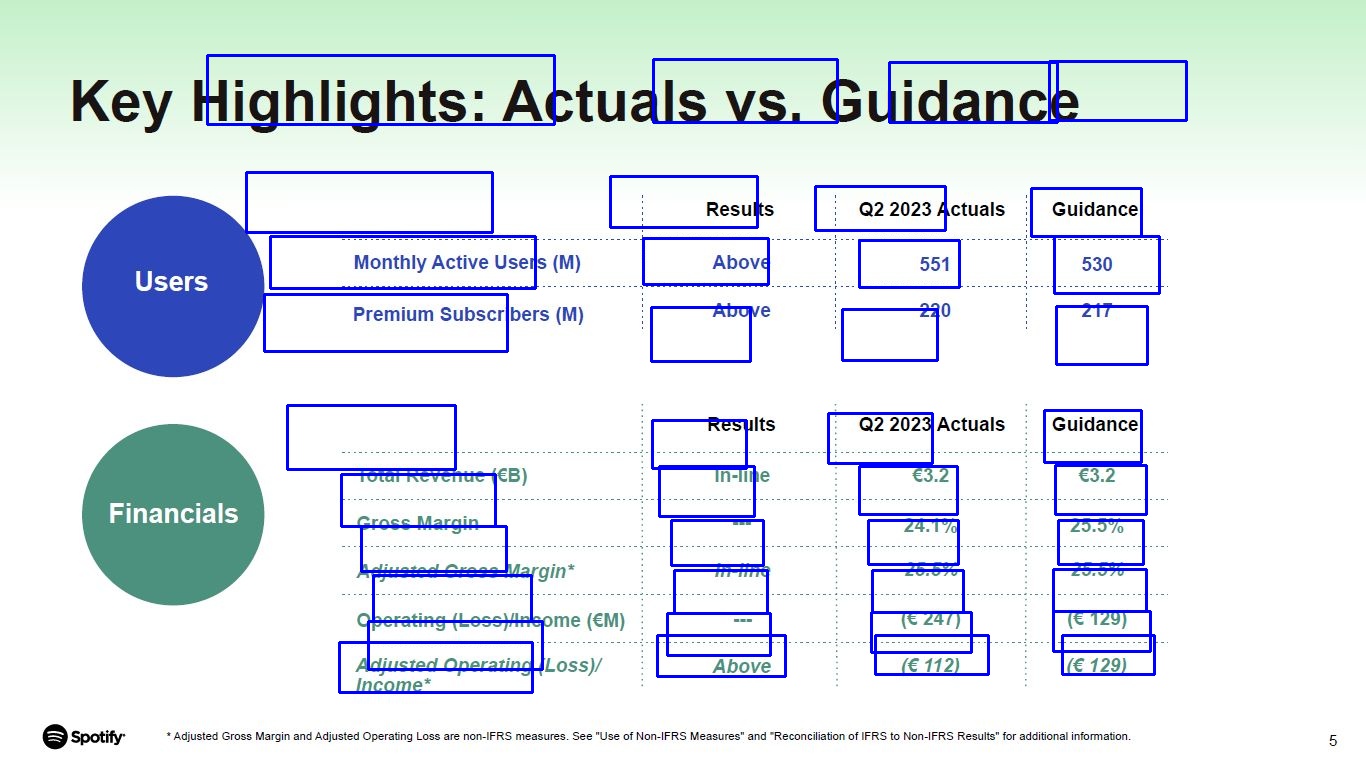 Key Highlights: Actuals vs. Guidance
Users
Results Q2 2023 Actuals Guidance
Monthly Active Users (M) Above 551 530
Premium Subscribers (M) Above 220 217
Financials
Results Q2 2023 Actuals Guidance
Total Revenue (€B) In-line €3.2 €3.2
Gross Margin --- 24.1% 25.5%
Adjusted Gross Margin* In-line 25.5% 25.5%
Operating (Loss)/Income (€M) --- (€ 247) (€ 129)
Adjusted Operating (Loss)/ Above (€ 112) (€ 129)
Income*
Spotify
* Adjusted Gross Margin and Adjusted Operating Loss are non-IFRS measures. See "Use of Non-IFRS Measures" and "Reconciliation of IFRS to Non-IFRS Results" for additional information.
5